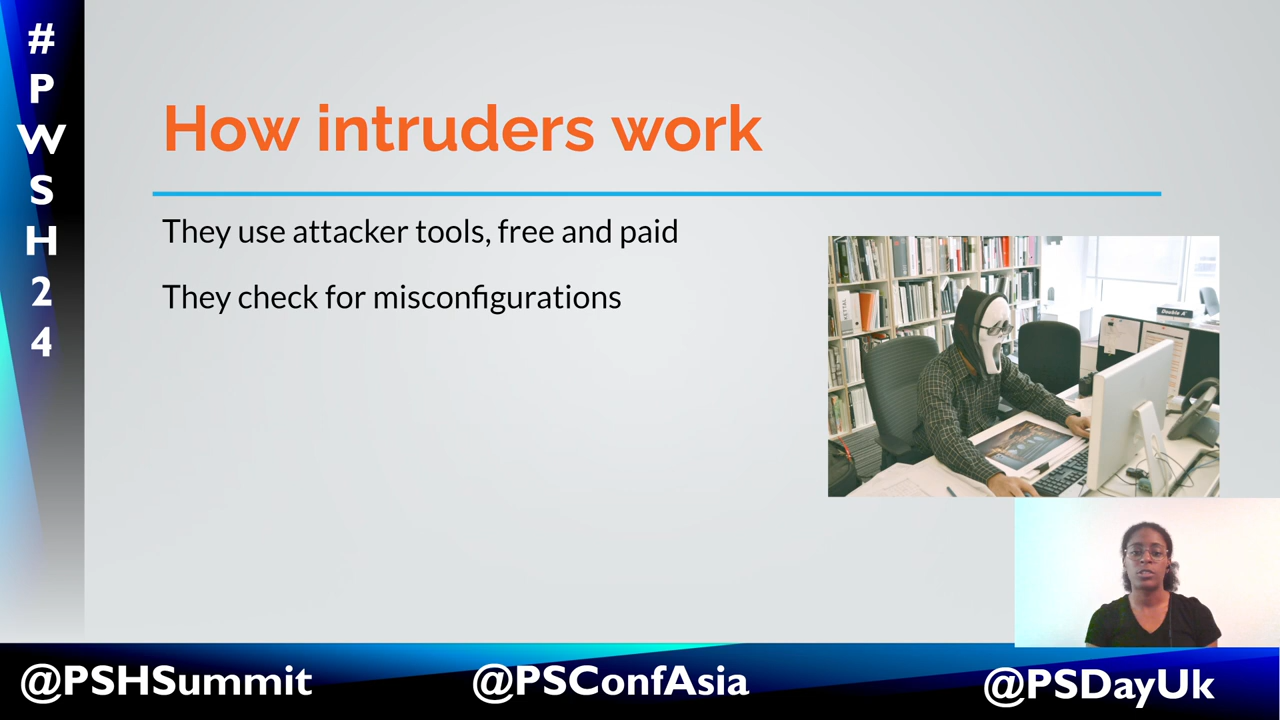 #
P
W
S
H
2
4
How intruders work
They use attacker tools, free and paid
They check for misconfigurations
Double A
@PSHSummit
@PSConfAsia
@PSDayUk